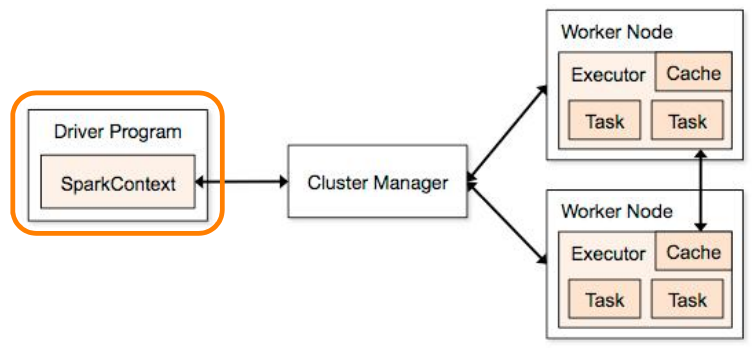 Driver Program
SparkContext
Cluster Manager
Worker Node
Executor
Cache
Task
Task
Worker Node
Executor
Cache
Task
Task